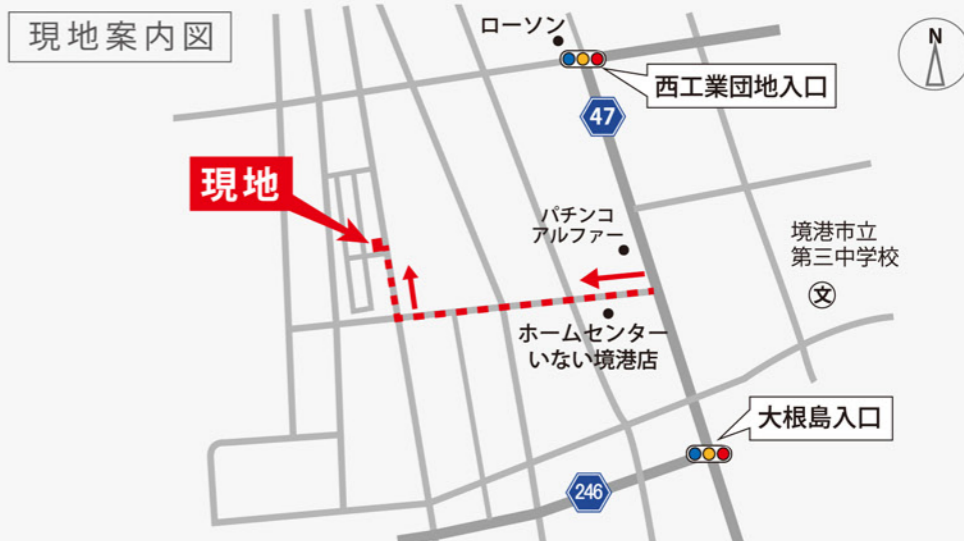 現地案内図
ローソン
N
西工業団地入口
47
現地
パチンコ
アルファー
境港市立
第三中学校
文
ホームセンター
いない境港店
大根島入口
246